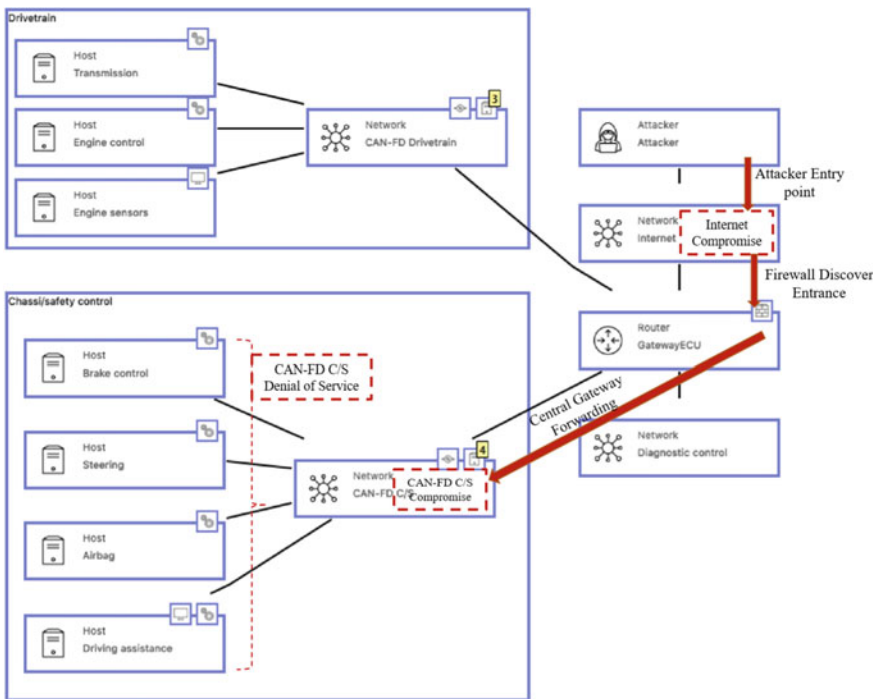 Drivetrain
Host
Transmission
Host
Engine control
Host
Engine sensors
3
Network
CAN-FD Drivetrain
Attacker
Attacker
Attacker Entry
point
Network
Internet
Internet
Compromise
Firewall Discover
Entrance
Router
GatewayECU
Central Gateway
Forwarding
Network
Diagnostic control
Chassi/safety control
Host
Brake control
CAN-FD C/S
Denial of Service
Host
Steering
4
Network
CAN-FD C/S
CAN-FD C/S
Compromise
Host
Airbag
Host
Driving assistance